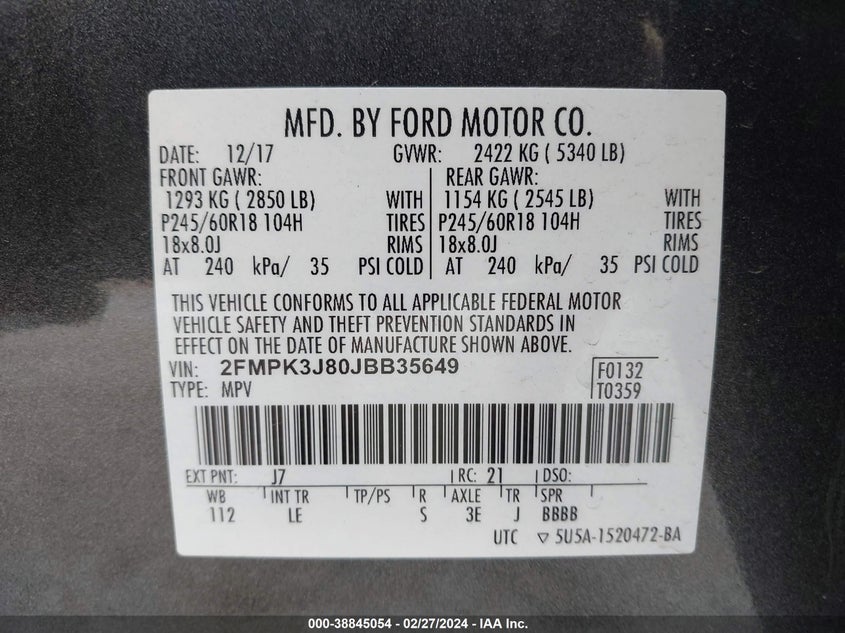 MFD. BY FORD MOTOR CO.
DATE: 12/17 GVWR: 2422 KG ( 5340 LB)
FRONT GAWR: REAR GAWR:
1293 KG ( 2850 LB) WITH 1154 KG ( 2545 LB) WITH
P245/60R18 104H TIRES P245/60R18 104H TIRES
18x8.0J RIMS 18x8.0J RIMS
AT 240 kPa/ 35 PSI COLD AT 240 kPa/ 35 PSI COLD
THIS VEHICLE CONFORMS TO ALL APPLICABLE FEDERAL MOTOR
VEHICLE SAFETY AND THEFT PREVENTION STANDARDS IN
EFFECT ON THE DATE OF MANUFACTURE SHOWN ABOVE.
VIN: 2FMPK3J80JBB35649 F0132
TYPE: MPV T0359
EXT PNT: J7 RC: 21 DSO:
WB INT TR TP/PS R AXLE TR SPR
112 LE S 3E J BBBB
UTC ▽ 5U5A-1520472-BA
000-38845054 - 02/27/2024 - IAA Inc.